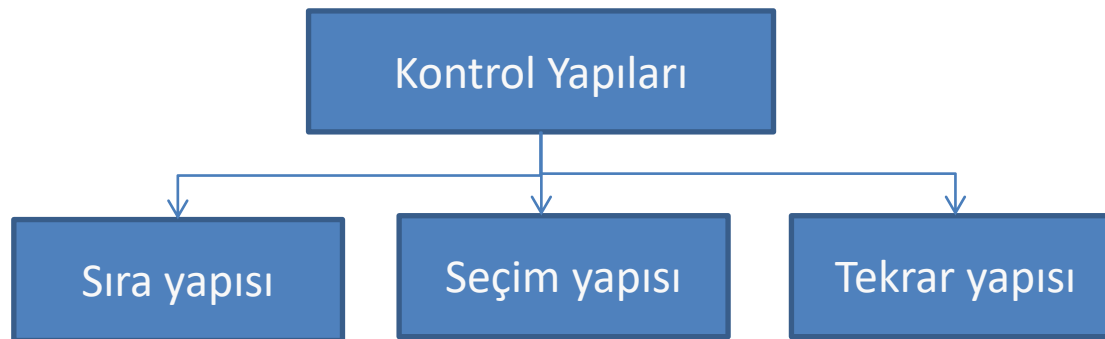 Kontrol Yapıları
Sıra yapısı
Seçim yapısı
Tekrar yapısı